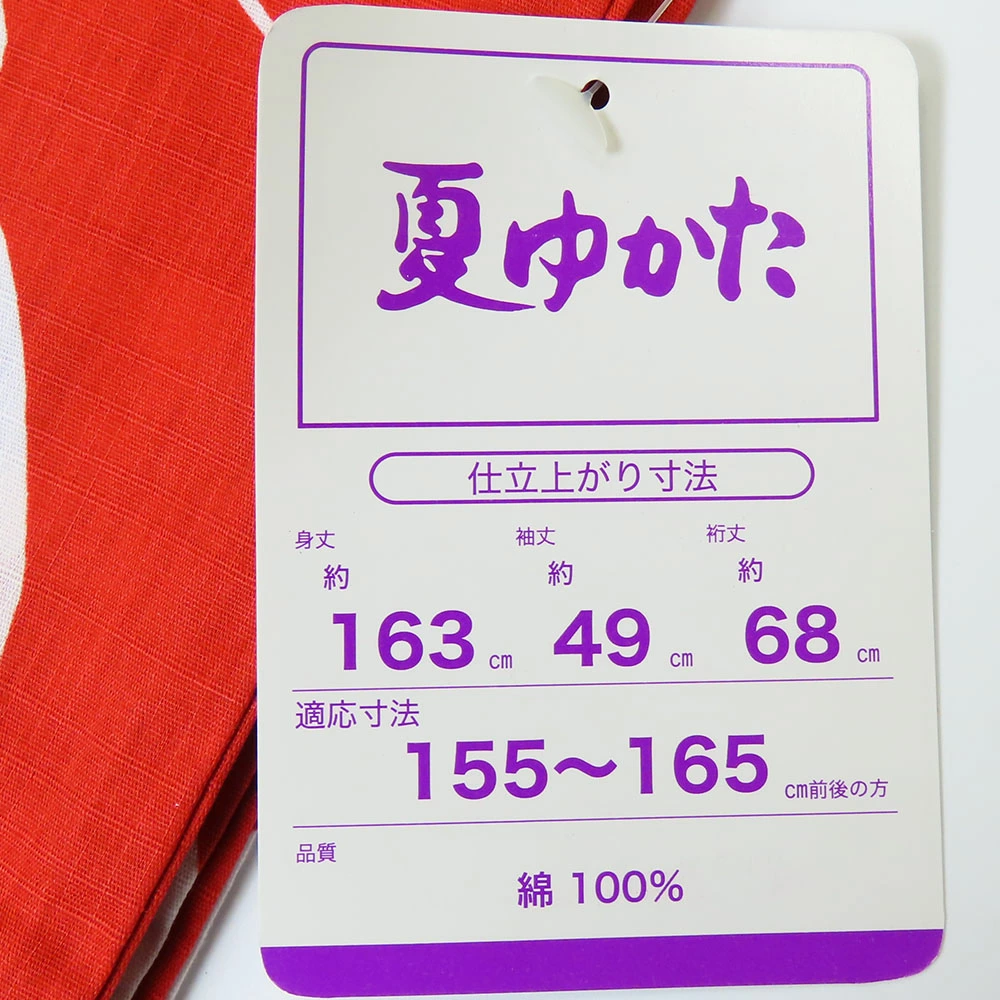 夏ゆかた
仕立上がり寸法
身丈 袖丈 裄丈
約 約 約
163cm 49cm 68cm
適応寸法
155〜165cm前後の方
品質
綿 100%